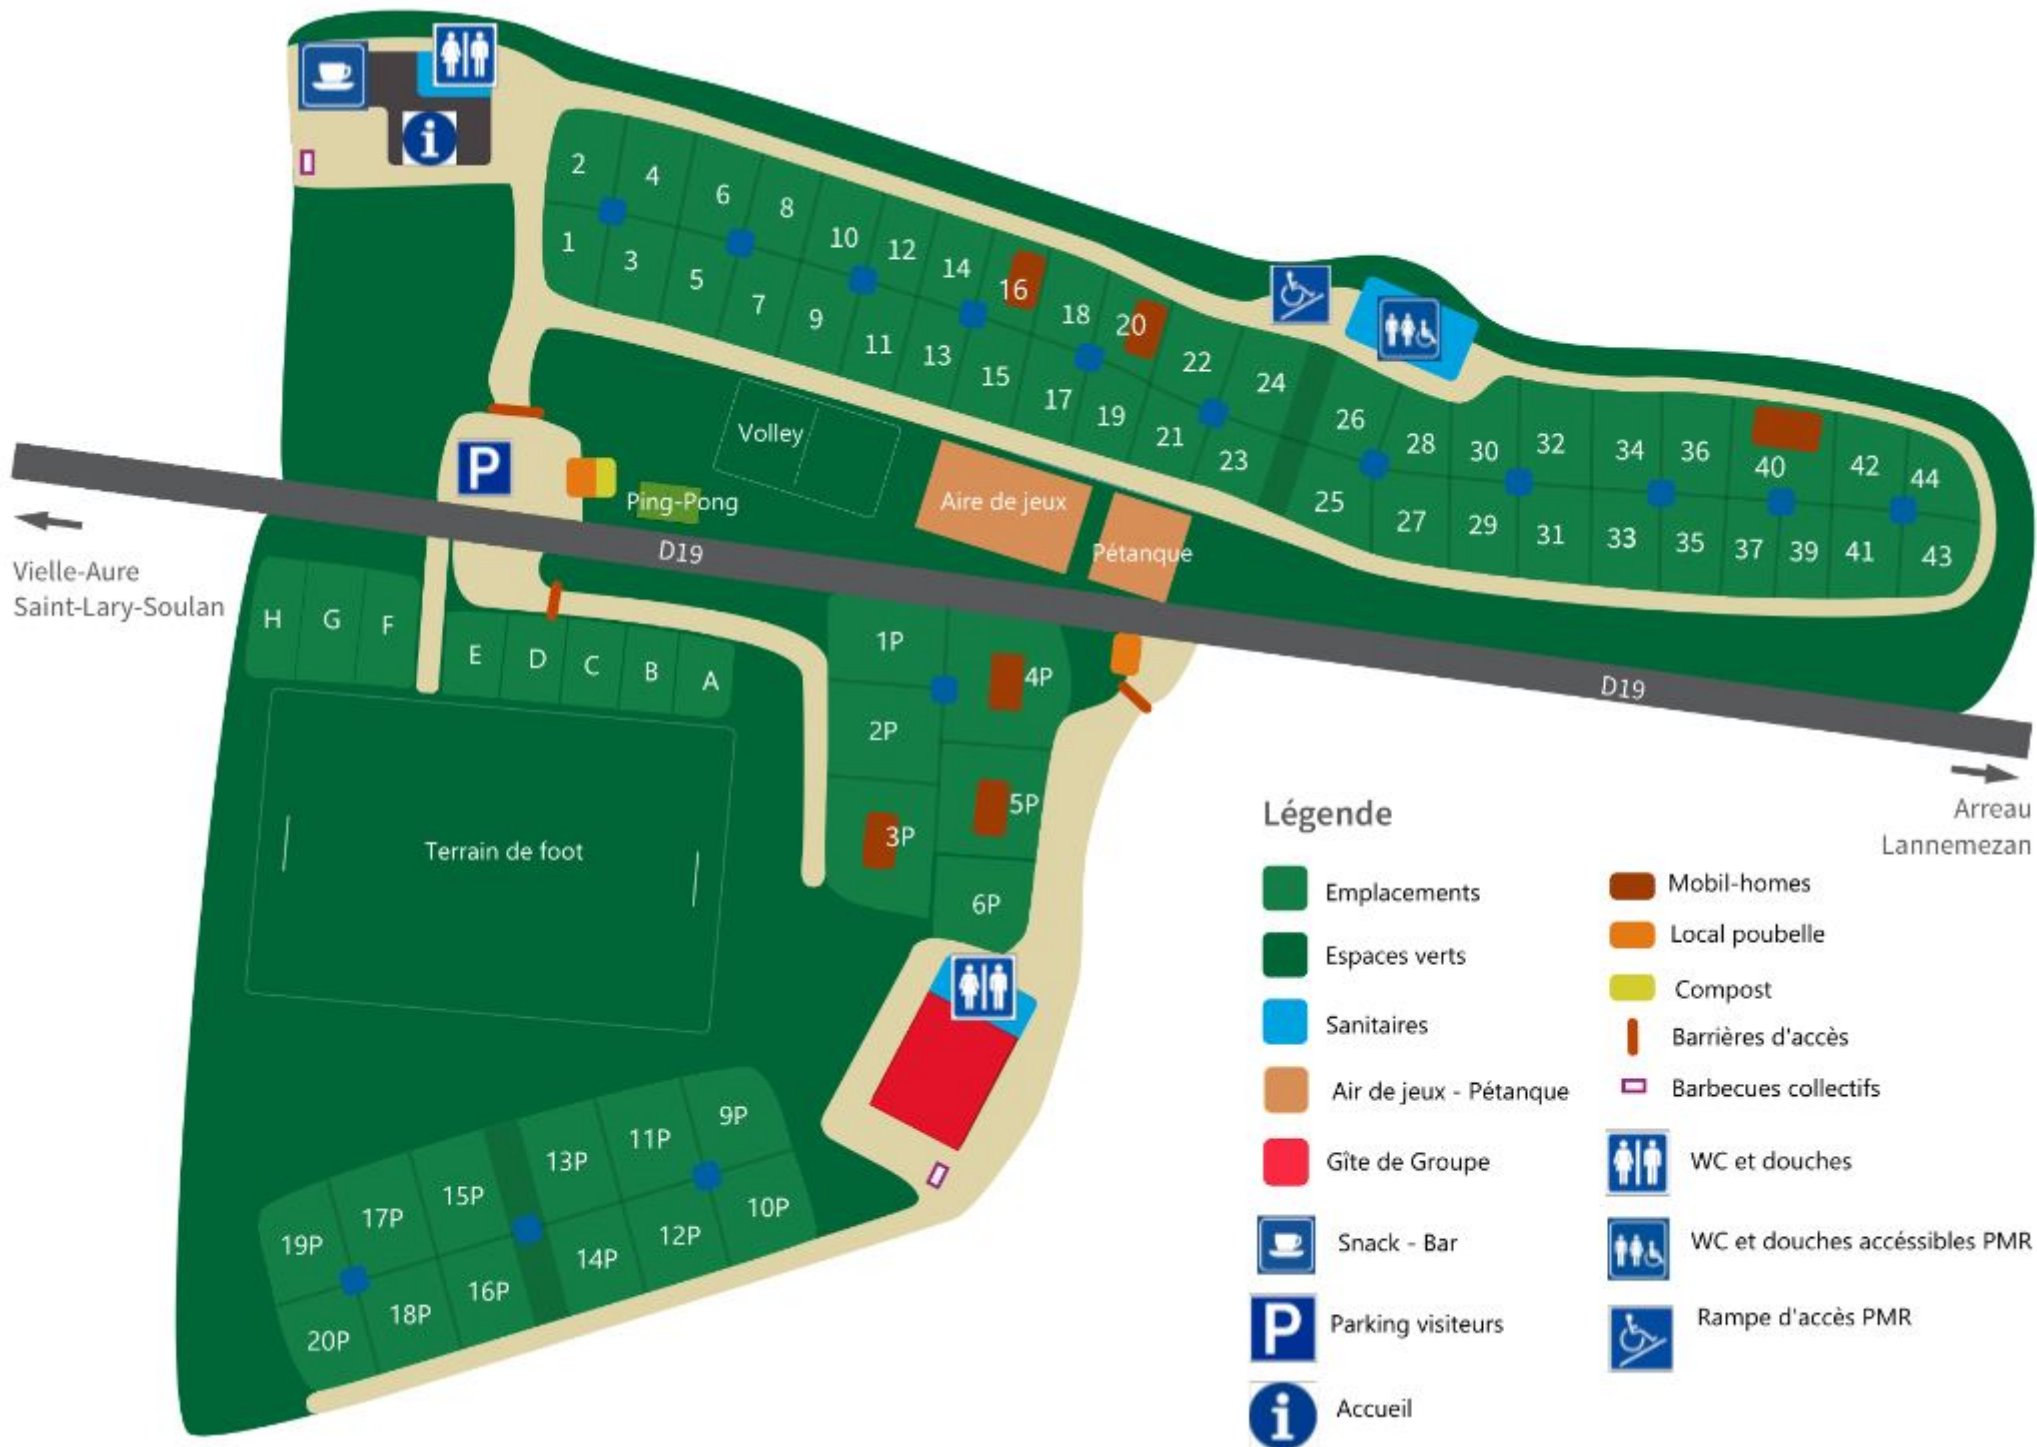 2
4
6
8
10
12
14
16
18
20
22
24
26
28
30
32
34
36
40
42
44
1
3
5
7
9
11
13
15
17
19
21
23
25
27
29
31
33
35
37
39
41
43
P
Volley
Ping-Pong
Aire de jeux
Pétanque
D19
D19
Vielle-Aure
Saint-Lary-Soulan
Arreau
Lannemezan
H
G
F
E
D
C
B
A
1P
2P
3P
4P
5P
6P
Terrain de foot
9P
11P
13P
15P
17P
19P
10P
12P
14P
16P
18P
20P
Légende
Emplacements
Espaces verts
Sanitaires
Air de jeux - Pétanque
Gîte de Groupe
Snack - Bar
P
Parking visiteurs
i
Accueil
Mobil-homes
Local poubelle
Compost
Barrières d'accès
Barbecues collectifs
WC et douches
WC et douches accéssibles PMR
Rampe d'accès PMR
i